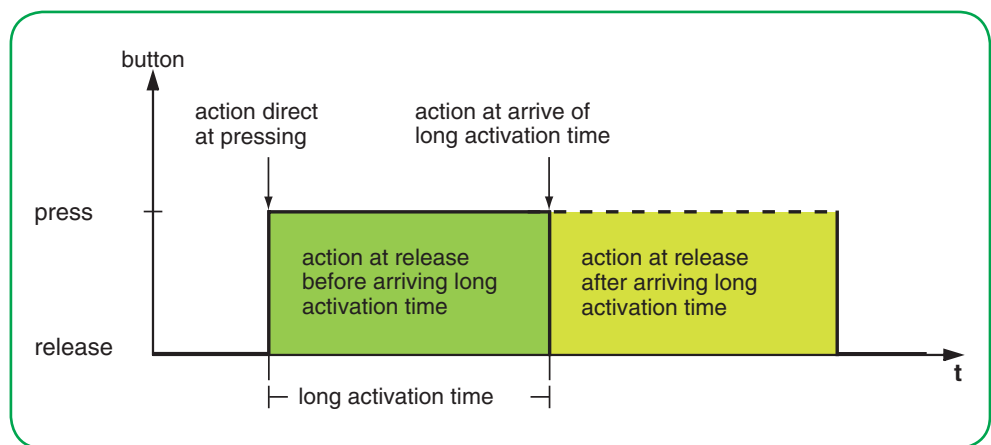 button
action direct
at pressing
action at arrive of
long activation time
press
action at release
before arriving long
activation time
action at release
after arriving long
activation time
release
t
long activation time